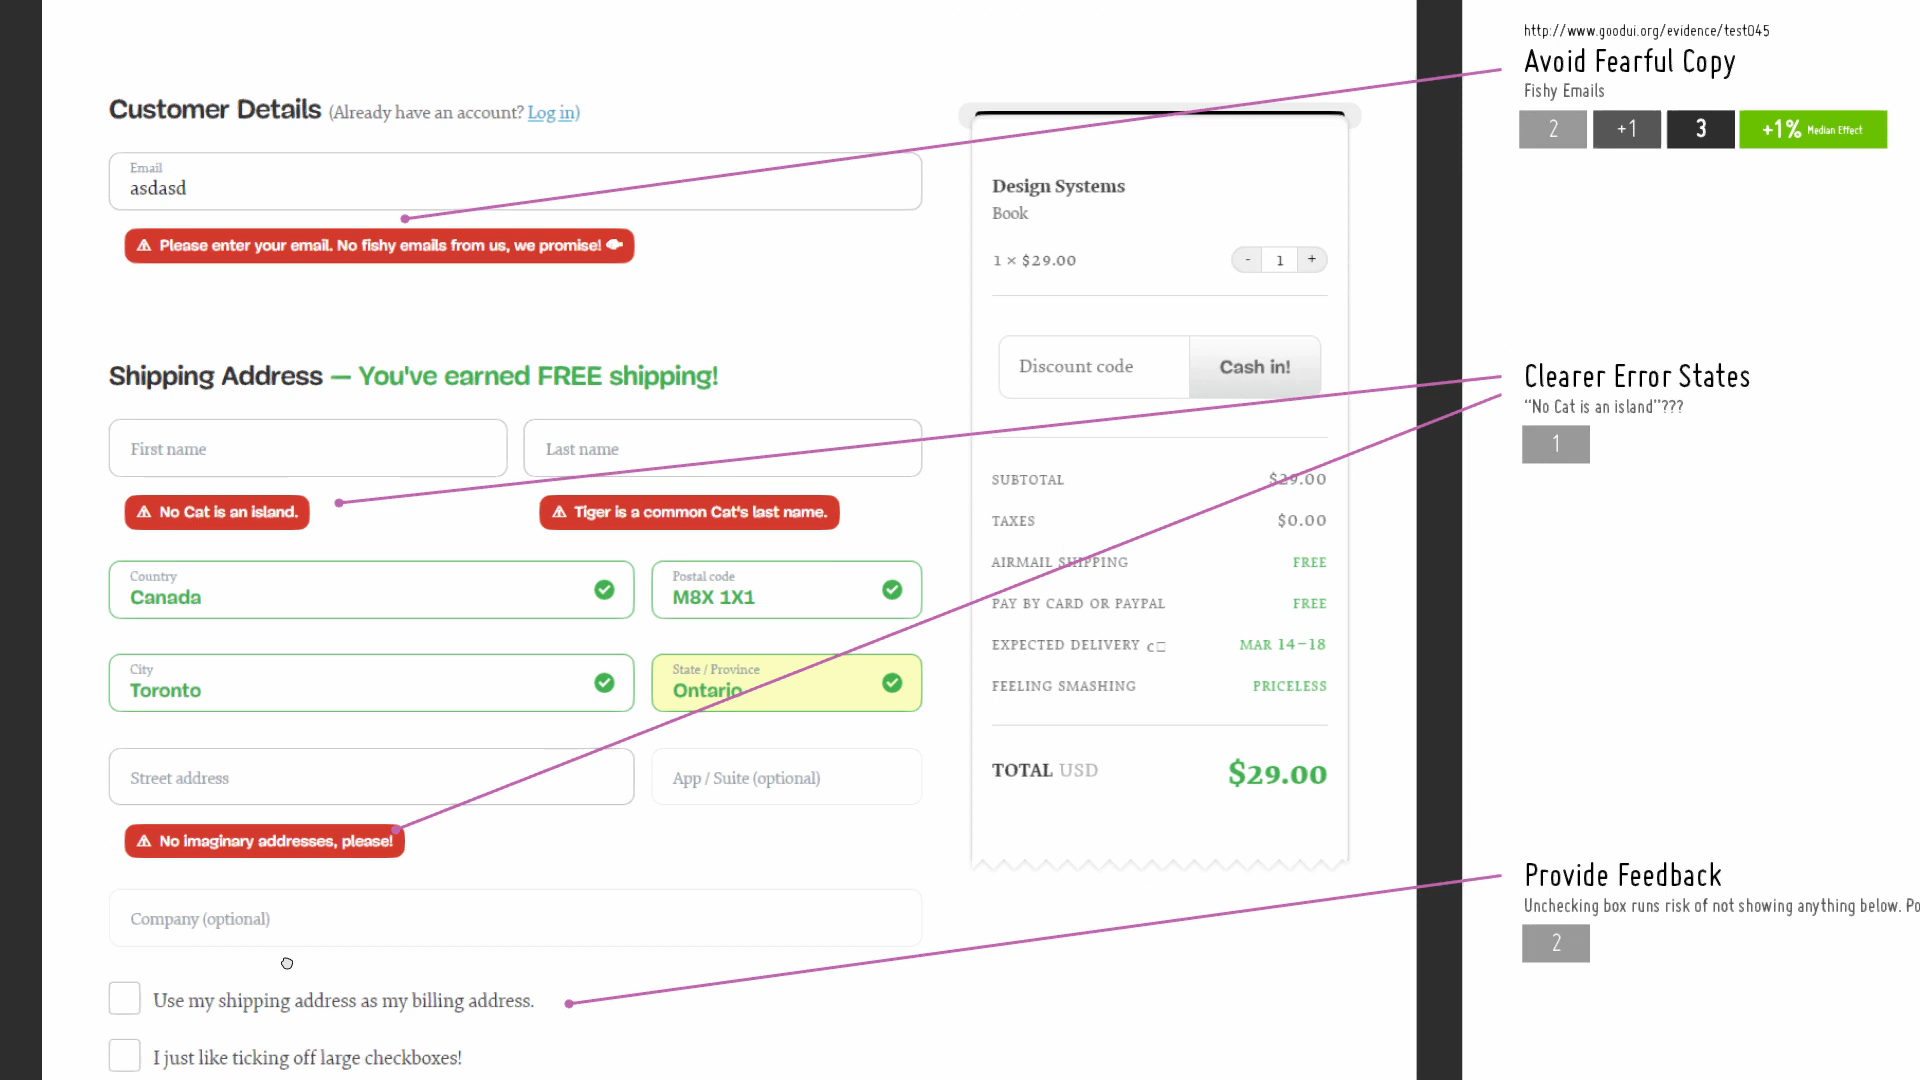 Customer Details (Already have an account? Log in)
Email
asdasd
⚠ Please enter your email. No fishy emails from us, we promise!
Shipping Address — You've earned FREE shipping!
First name
Last name
⚠ No Cat is an island.
⚠ Tiger is a common Cat's last name.
Country
Canada
Postal code
M8X 1X1
City
Toronto
State / Province
Ontario
Street address
App / Suite (optional)
⚠ No imaginary addresses, please!
Company (optional)
Use my shipping address as my billing address.
I just like ticking off large checkboxes!
Design Systems
Book
1 × $29.00
- 1 +
Discount code
Cash in!
SUBTOTAL $29.00
TAXES $0.00
AIRMAIL SHIPPING FREE
PAY BY CARD OR PAYPAL FREE
EXPECTED DELIVERY MAR 14–18
FEELING SMASHING PRICELESS
TOTAL USD $29.00
http://www.goodui.org/evidence/test045
Avoid Fearful Copy
Fishy Emails
2 +1 3 +1% Median Effect
Clearer Error States
“No Cat is an island”???
1
Provide Feedback
Unchecking box runs risk of not showing anything below. Po
2